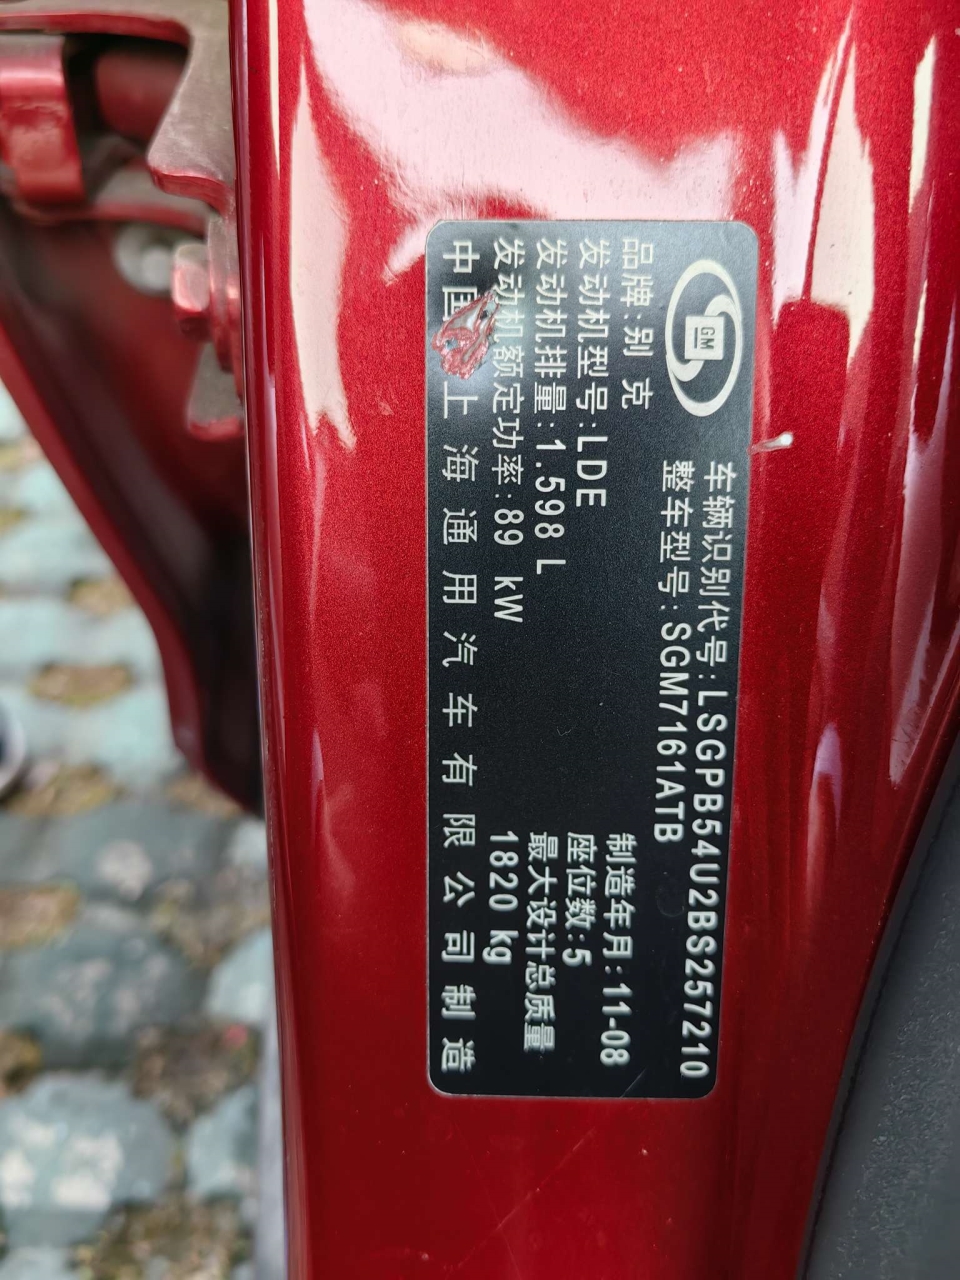 GM
车辆识别代号:LSGPB54U2BS257210
整车型号:SGM7161ATB
品牌:别 克
发动机型号:LDE
制造年月:11-08
发动机排量:1.598 L
座位数:5
发动机额定功率:89 kW
最大设计总质量
1820 kg
中国 上海通用汽车有限公司制造